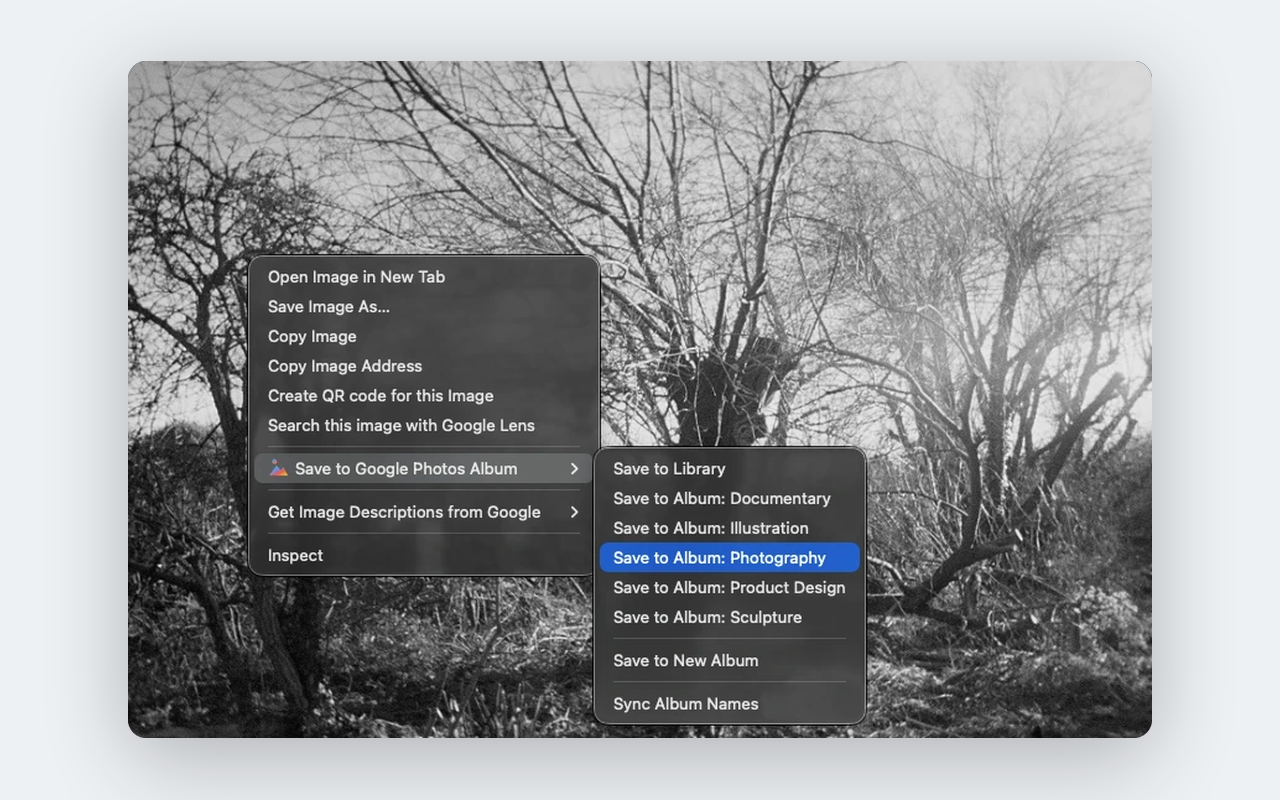 Open Image in New Tab
Save Image As...
Copy Image
Copy Image Address
Create QR code for this Image
Search this image with Google Lens
Save to Google Photos Album
Get Image Descriptions from Google
Inspect
Save to Library
Save to Album: Documentary
Save to Album: Illustration
Save to Album: Photography
Save to Album: Product Design
Save to Album: Sculpture
Save to New Album
Sync Album Names